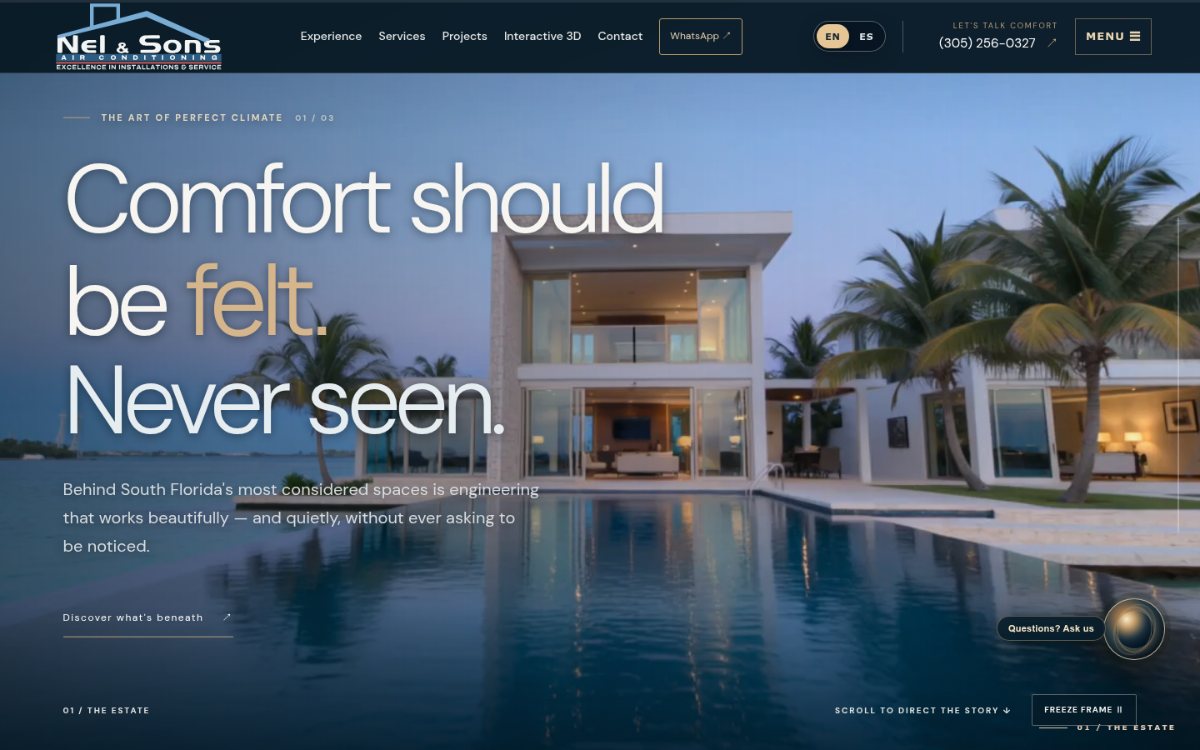 Nel & Sons
AIR CONDITIONING
EXCELLENCE IN INSTALLATIONS & SERVICE
Experience
Services
Projects
Interactive 3D
Contact
WhatsApp ↗
EN
ES
LET'S TALK COMFORT
(305) 256-0327 ↗
MENU ☰
THE ART OF PERFECT CLIMATE 01 / 03
Comfort should
be felt.
Never seen.
Behind South Florida's most considered spaces is engineering
that works beautifully — and quietly, without ever asking to
be noticed.
Discover what's beneath ↗
Questions? Ask us
01 / THE ESTATE
SCROLL TO DIRECT THE STORY ↓
FREEZE FRAME II
01 / THE ESTATE